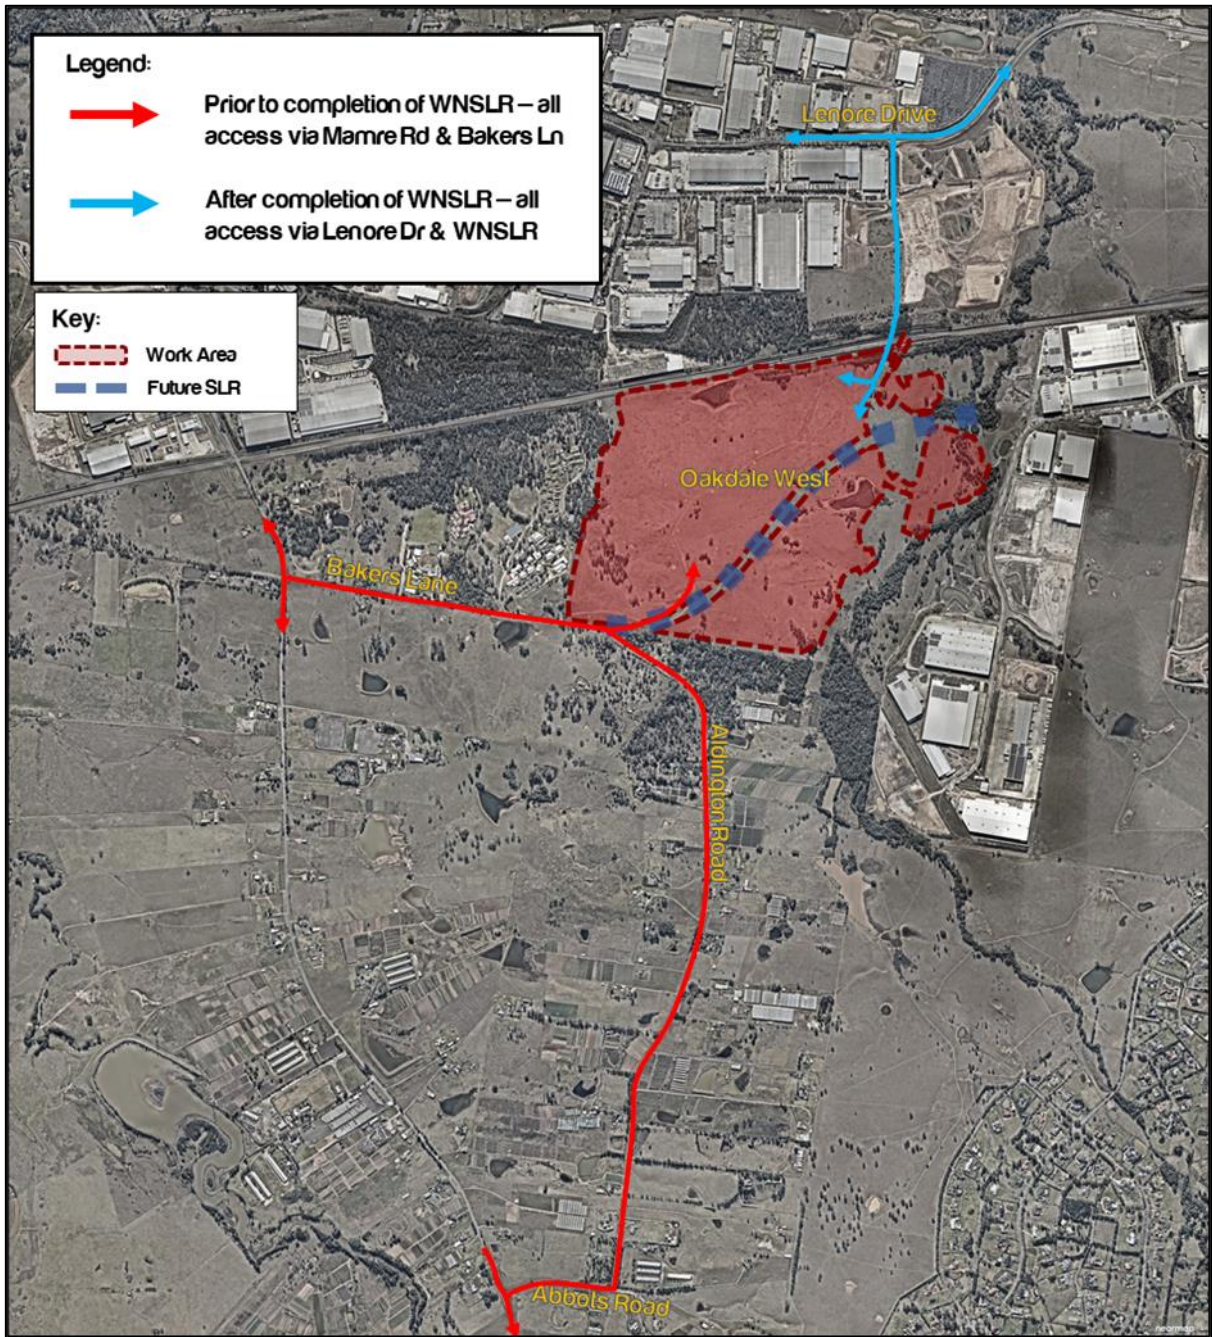 Legend:
Prior to completion of WNSLR – all
access via Mamre Rd & Bakers Ln
After completion of WNSLR – all
access via Lenore Dr & WNSLR
Key:
Work Area
Future SLR
Lenore Drive
Oakdale West
Bakers Lane
Aldington Road
Abbots Road
nearmap